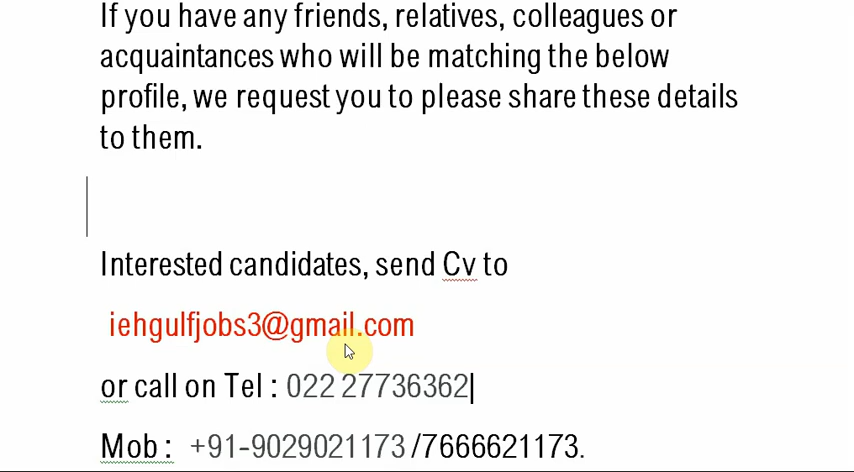 If you have any friends, relatives, colleagues or
acquaintances who will be matching the below
profile, we request you to please share these details
to them.
Interested candidates, send Cv to
iehgulfjobs3@gmail.com
or call on Tel : 022 27736362
Mob : +91-9029021173 /7666621173.